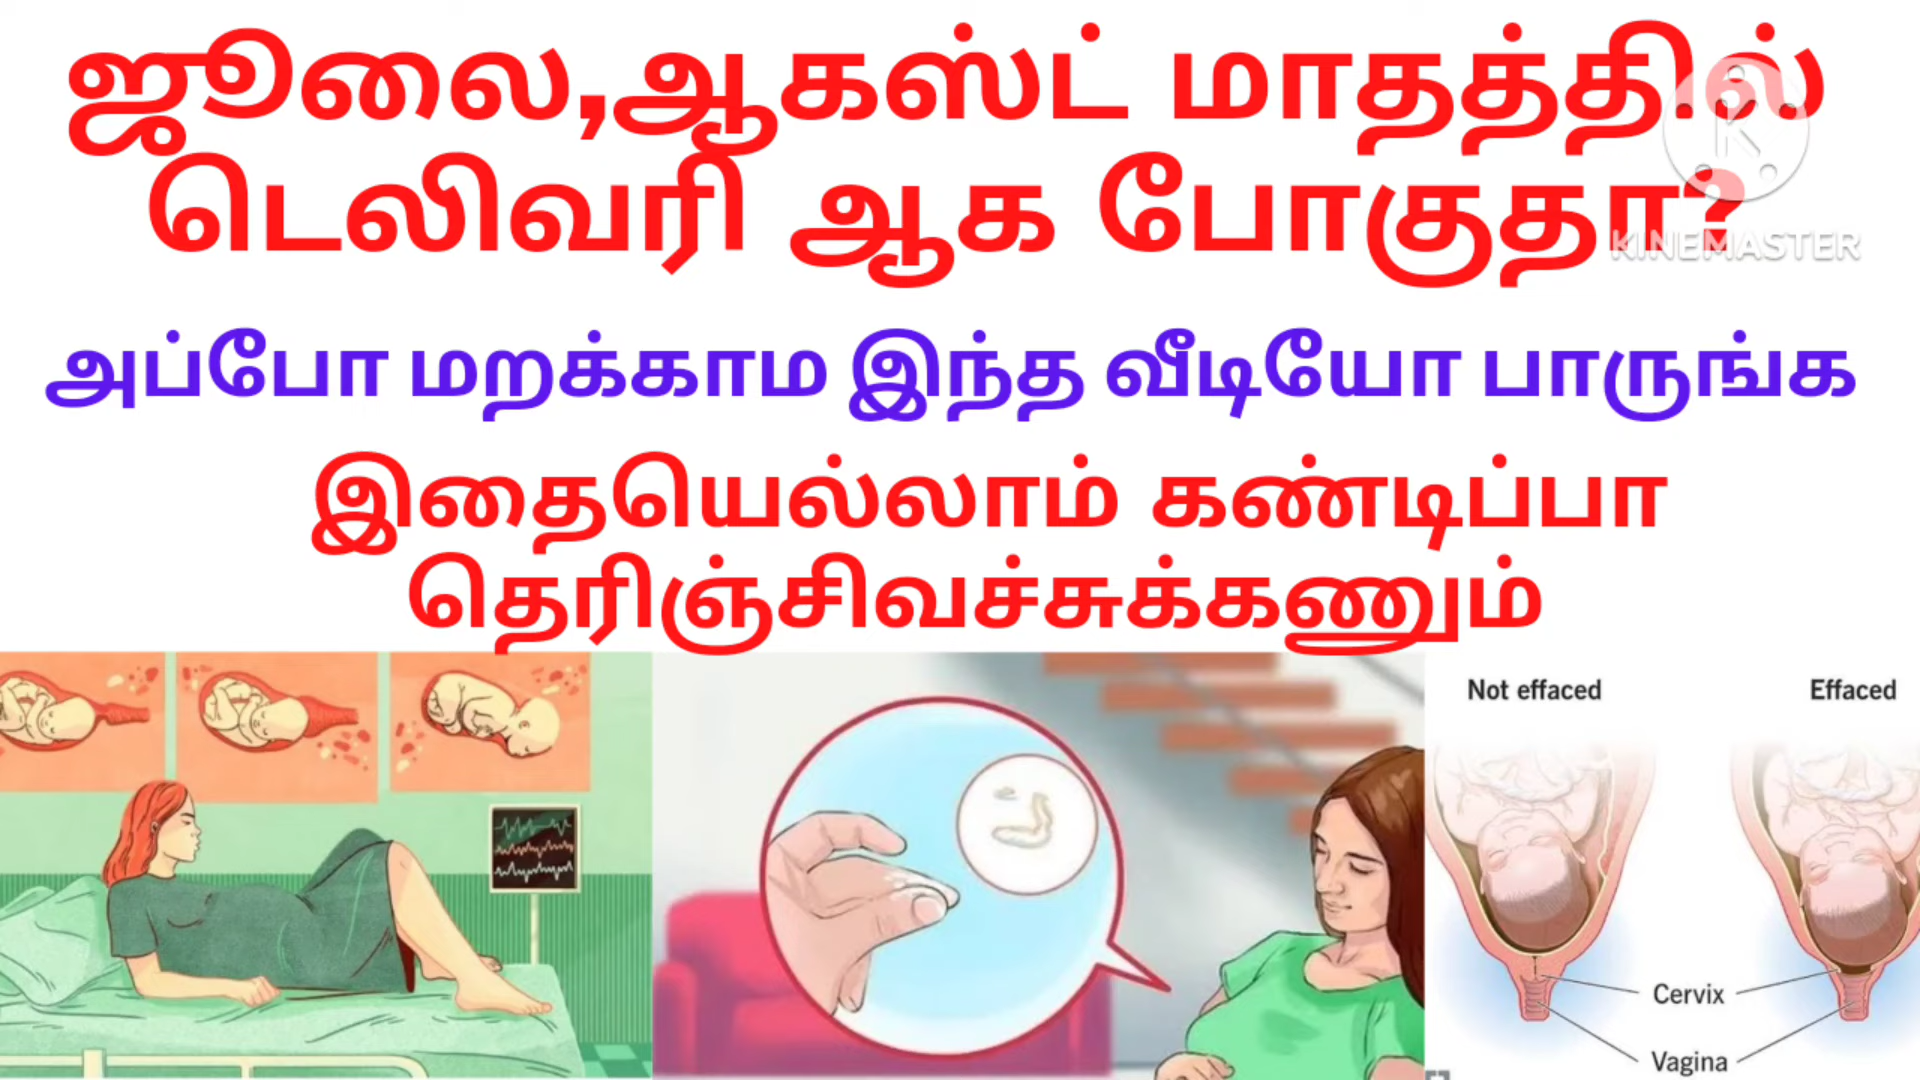 ஜூலை,ஆகஸ்ட் மாதத்தில்
டெலிவரி ஆக போகுதா?
KINEMASTER
அப்போ மறக்காம இந்த வீடியோ பாருங்க
இதையெல்லாம் கண்டிப்பா
தெரிஞ்சிவச்சுக்கணும்
Not effaced
Effaced
Cervix
Vagina